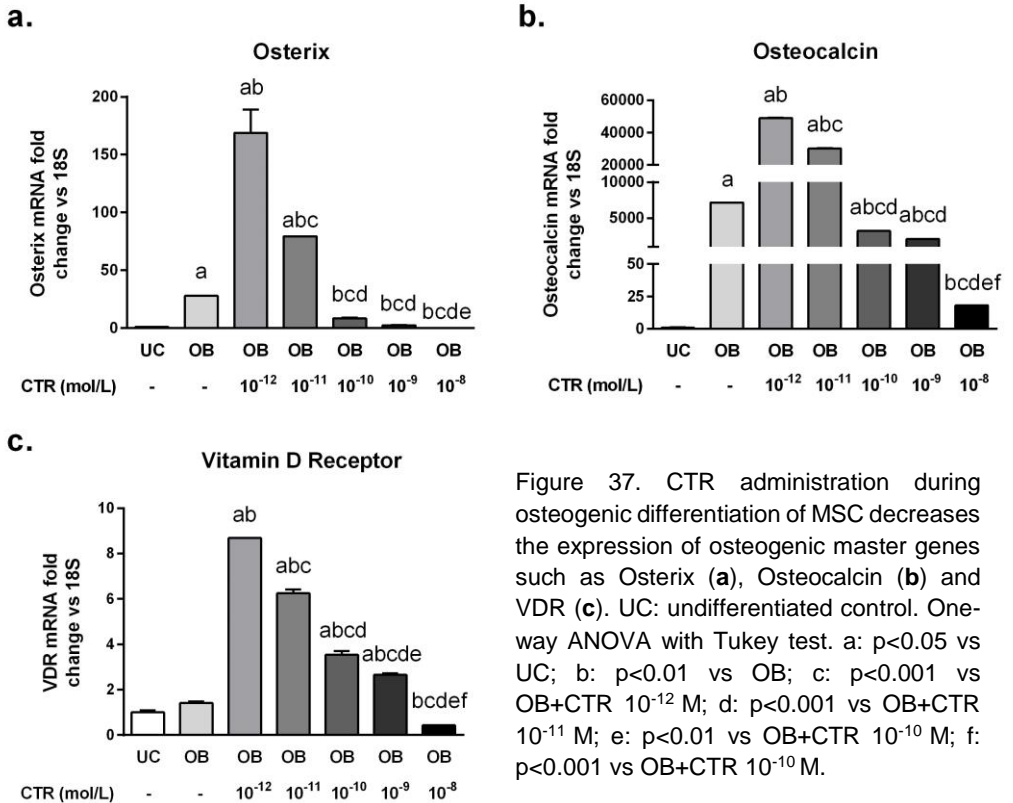 a.
Osterix
Osterix mRNA fold
change vs 18S
200
150
100
50
0
a
ab
abc
bcd
bcd
bcde
UC OB OB OB OB OB OB
CTR (mol/L) - - 10⁻¹² 10⁻¹¹ 10⁻¹⁰ 10⁻⁹ 10⁻⁸
b.
Osteocalcin
Osteocalcin mRNA fold
change vs 18S
60000
40000
20000
10000
5000
50
25
0
a
ab
abc
abcd
abcd
bcdef
UC OB OB OB OB OB OB
CTR (mol/L) - - 10⁻¹² 10⁻¹¹ 10⁻¹⁰ 10⁻⁹ 10⁻⁸
c.
Vitamin D Receptor
VDR mRNA fold
change vs 18S
10
8
6
4
2
0
ab
abc
abcd
abcde
bcdef
UC OB OB OB OB OB OB
CTR (mol/L) - - 10⁻¹² 10⁻¹¹ 10⁻¹⁰ 10⁻⁹ 10⁻⁸
Figure 37. CTR administration during
osteogenic differentiation of MSC decreases
the expression of osteogenic master genes
such as Osterix (a), Osteocalcin (b) and
VDR (c). UC: undifferentiated control. One-
way ANOVA with Tukey test. a: p<0.05 vs
UC; b: p<0.01 vs OB; c: p<0.001 vs
OB+CTR 10⁻¹² M; d: p<0.001 vs OB+CTR
10⁻¹¹ M; e: p<0.01 vs OB+CTR 10⁻¹⁰ M; f:
p<0.001 vs OB+CTR 10⁻¹⁰ M.